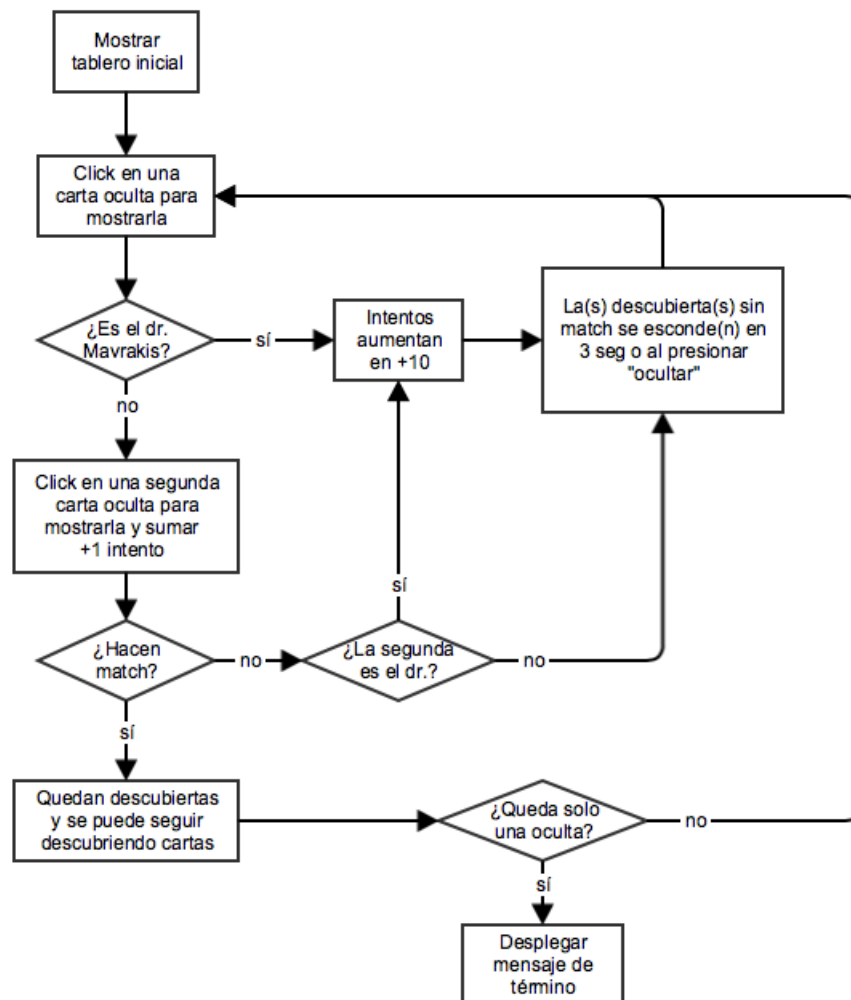 Mostrar
tablero inicial
Click en una
carta oculta para
mostrarla
¿Es el dr.
Mavrakis?
sí
Intentos
aumentan
en +10
La(s) descubierta(s) sin
match se esconde(n) en
3 seg o al presionar
"ocultar"
no
Click en una segunda
carta oculta para
mostrarla y sumar
+1 intento
sí
¿Hacen
match?
no
¿La segunda
es el dr.?
no
sí
Quedan descubiertas
y se puede seguir
descubriendo cartas
¿Queda solo
una oculta?
no
sí
Desplegar
mensaje de
término